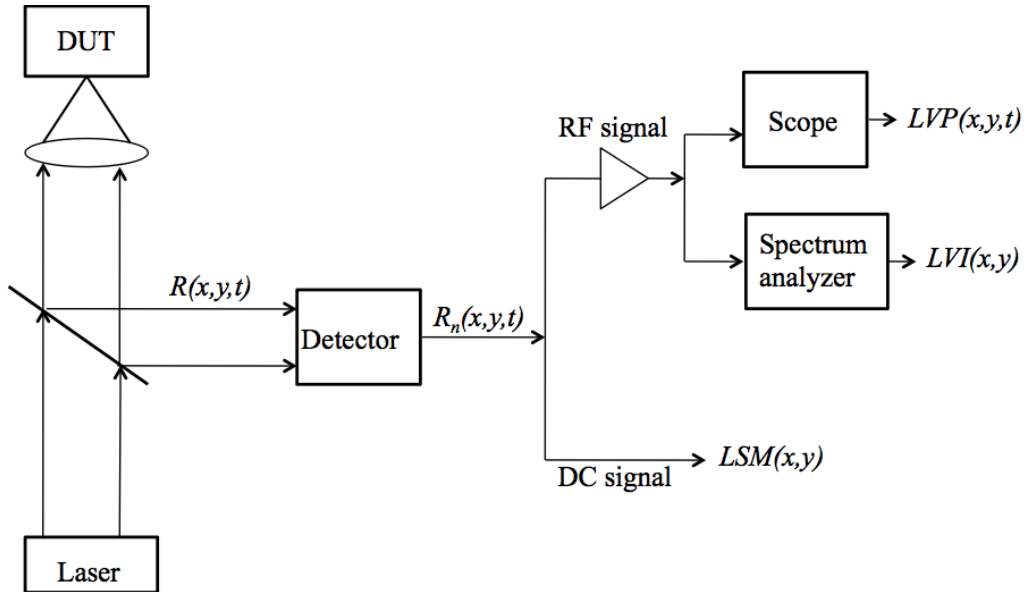 DUT
RF signal
Scope
LVP(x,y,t)
Spectrum
analyzer
LVI(x,y)
R(x,y,t)
Detector
Rn(x,y,t)
DC signal
LSM(x,y)
Laser